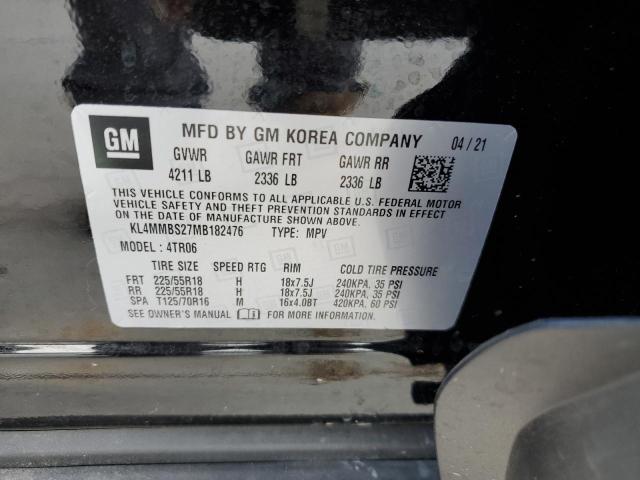 GM
MFD BY GM KOREA COMPANY 04 / 21
GVWR GAWR FRT GAWR RR
4211 LB 2336 LB 2336 LB
THIS VEHICLE CONFORMS TO ALL APPLICABLE U.S. FEDERAL MOTOR
VEHICLE SAFETY AND THEFT PREVENTION STANDARDS IN EFFECT
ON THE DATE OF MANUFACTURE SHOWN ABOVE.
KL4MMBS27MB182476 TYPE: MPV
MODEL : 4TR06
TIRE SIZE SPEED RTG RIM COLD TIRE PRESSURE
FRT 225/55R18 H 18x7.5J 240KPA, 35 PSI
RR 225/55R18 H 18x7.5J 240KPA, 35 PSI
SPA T125/70R16 M 16x4.0BT 420KPA, 60 PSI
SEE OWNER'S MANUAL FOR MORE INFORMATION.